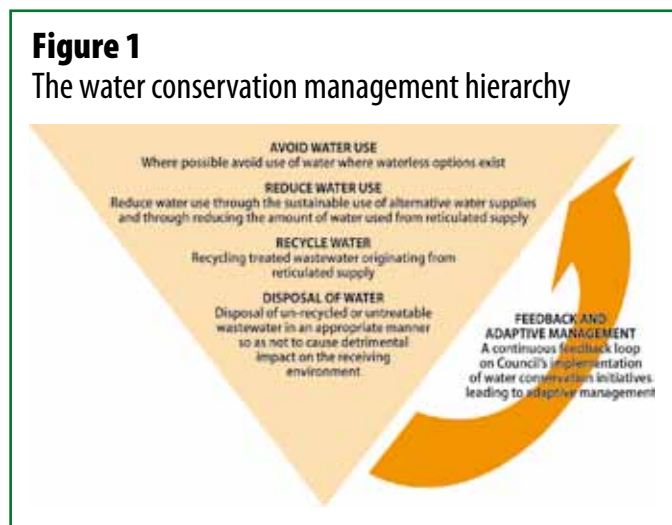 Figure 1
The water conservation management hierarchy
AVOID WATER USE
Where possible avoid use of water where waterless options exist
REDUCE WATER USE
Reduce water use through the sustainable use of alternative water supplies
and through reducing the amount of water used from reticulated supply
RECYCLE WATER
Recycling treated wastewater originating from
reticulated supply
DISPOSAL OF WATER
Disposal of un-recycled or untreatable
wastewater in an appropriate manner
so as not to cause detrimental
impact on the receiving
environment
FEEDBACK AND
ADAPTIVE MANAGEMENT
A continuous feedback loop
on Council's implementation
of water conservation initiatives
leading to adaptive management